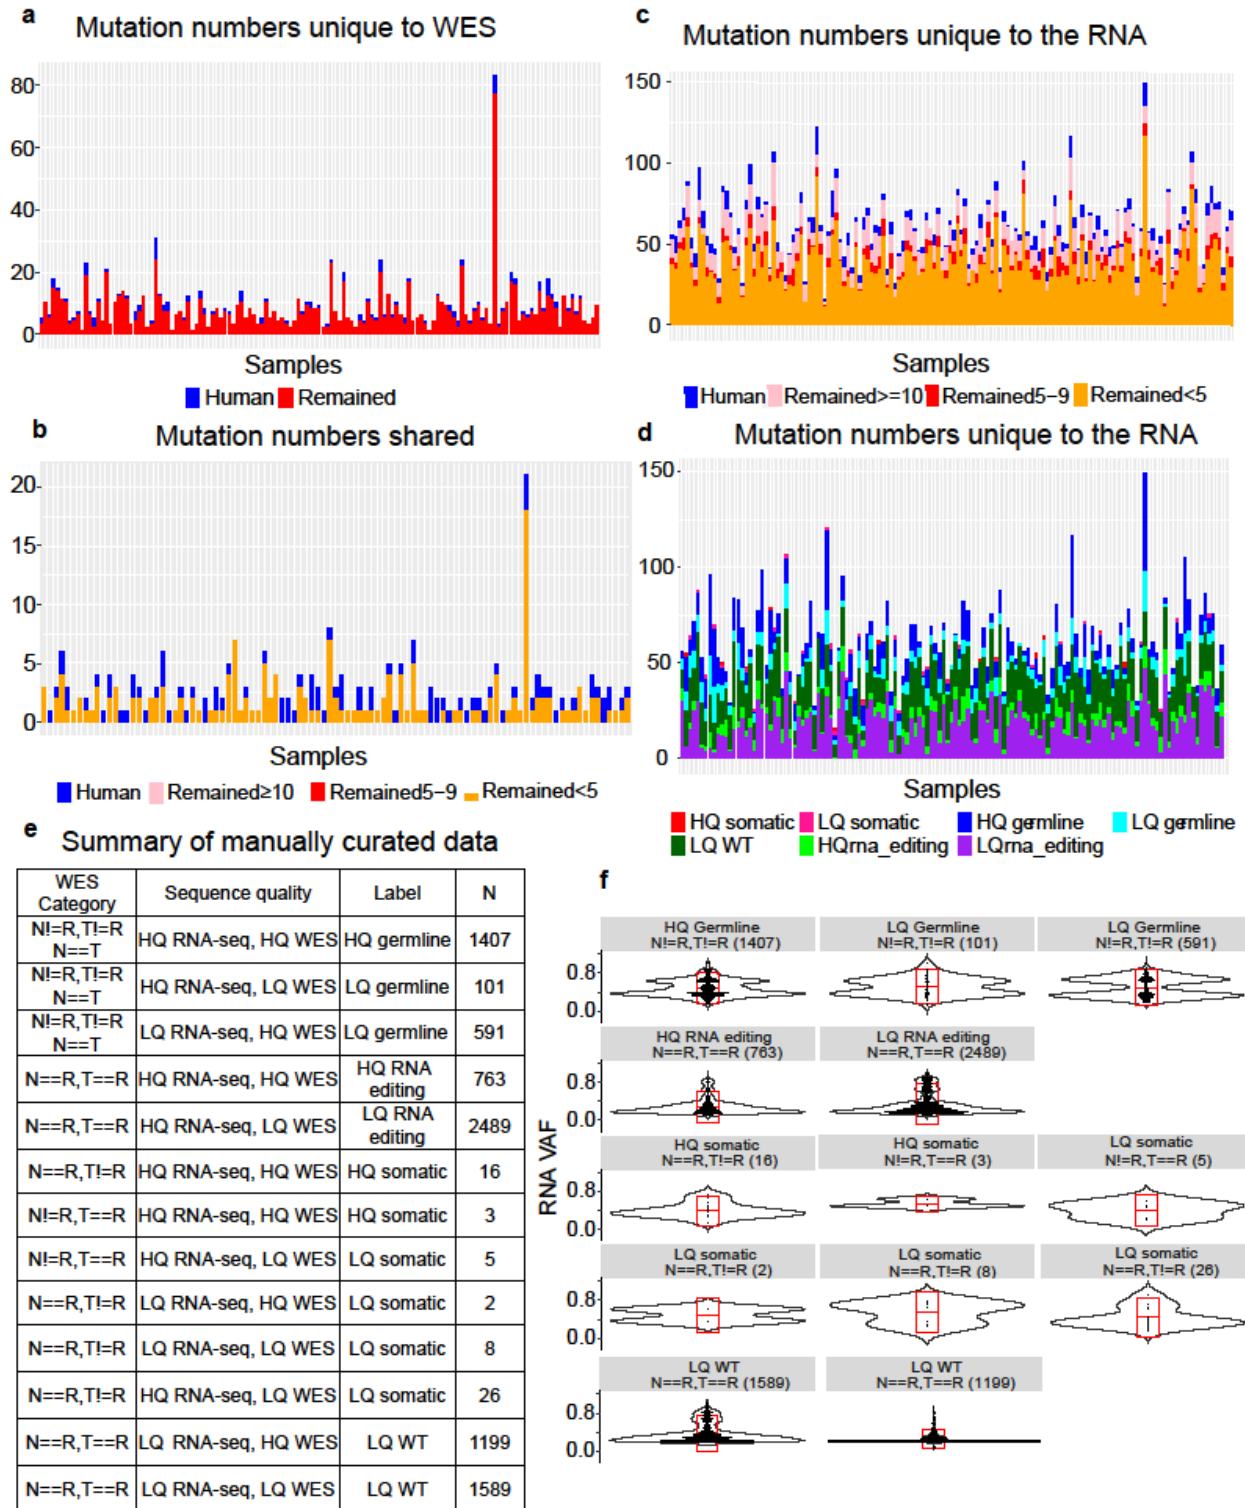 a
Mutation numbers unique to WES
80
60
40
20
0
Samples
Human Remained
b
Mutation numbers shared
20
15
10
5
0
Samples
Human Remained≥10 Remained5−9 Remained<5
c
Mutation numbers unique to the RNA
150
100
50
0
Samples
Human Remained>=10 Remained5−9 Remained<5
d
Mutation numbers unique to the RNA
150
100
50
0
Samples
HQ somatic LQ somatic HQ germline LQ germline
LQ WT HQrna_editing LQrna_editing
e
Summary of manually curated data
WES Category Sequence quality Label N
N!=R,T!=R N==T HQ RNA-seq, HQ WES HQ germline 1407
N!=R,T!=R N==T HQ RNA-seq, LQ WES LQ germline 101
N!=R,T!=R N==T LQ RNA-seq, HQ WES LQ germline 591
N==R,T==R HQ RNA-seq, HQ WES HQ RNA editing 763
N==R,T==R HQ RNA-seq, LQ WES LQ RNA editing 2489
N==R,T!=R HQ RNA-seq, HQ WES HQ somatic 16
N!=R,T==R HQ RNA-seq, HQ WES HQ somatic 3
N!=R,T==R HQ RNA-seq, LQ WES LQ somatic 5
N==R,T!=R LQ RNA-seq, HQ WES LQ somatic 2
N==R,T!=R LQ RNA-seq, LQ WES LQ somatic 8
N==R,T!=R HQ RNA-seq, LQ WES LQ somatic 26
N==R,T==R LQ RNA-seq, HQ WES LQ WT 1199
N==R,T==R LQ RNA-seq, LQ WES LQ WT 1589
f
RNA VAF
HQ Germline
N!=R,T!=R (1407)
LQ Germline
N!=R,T!=R (101)
LQ Germline
N!=R,T!=R (591)
0.8
0.0
HQ RNA editing
N==R,T==R (763)
LQ RNA editing
N==R,T==R (2489)
0.8
0.0
HQ somatic
N==R,T!=R (16)
HQ somatic
N!=R,T==R (3)
LQ somatic
N!=R,T==R (5)
0.8
0.0
LQ somatic
N==R,T!=R (2)
LQ somatic
N==R,T!=R (8)
LQ somatic
N==R,T!=R (26)
0.8
0.0
LQ WT
N==R,T==R (1589)
LQ WT
N==R,T==R (1199)
0.8
0.0